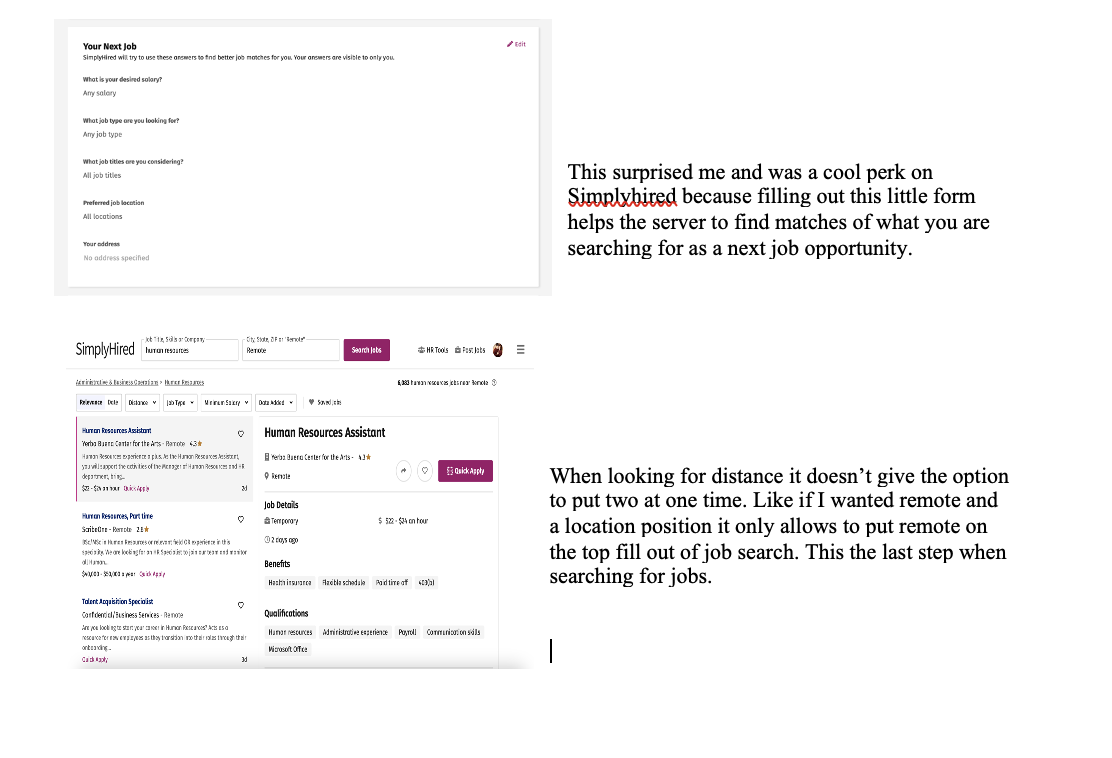 Your Next Job
Edit
SimplyHired will try to use these answers to find better job matches for you. Your answers are visible to only you.
What is your desired salary?
Any salary
What job type are you looking for?
Any job type
What job titles are you considering?
All job titles
Preferred job location
All locations
Your address
No address specified
This surprised me and was a cool perk on
Simplyhired because filling out this little form
helps the server to find matches of what you are
searching for as a next job opportunity.
SimplyHired
Job Title, Skills or Company
human resources
City, State, ZIP or "Remote"
Remote
Search Jobs
HR Tools
Post Jobs
Administrative & Business Operations > Human Resources
6,083 human resources jobs near Remote
Relevance Date
Distance
Job Type
Minimum Salary
Date Added
Saved Jobs
Human Resources Assistant
Yerba Buena Center for the Arts - Remote 4.3★
Human Resources experience a plus. As the Human Resources Assistant,
you will support the activities of the Manager of Human Resources and HR
department, bring...
$22 - $24 an hour Quick Apply 2d
Human Resources, Part time
ScribeOne - Remote 2.8★
BSc/MSc in Human Resources or relevant field OR experience in this
specialty. We are looking for an HR Specialist to join our team and monitor
all Human...
$40,000 - $50,000 a year Quick Apply
Talent Acquisition Specialist
Confidential/Business Services - Remote
Are you looking to start your career in Human Resources? Acts as a
resource for new employees as they transition into their roles through their
onboarding...
Quick Apply 3d
Human Resources Assistant
Yerba Buena Center for the Arts - 4.3★
Remote
Quick Apply
Job Details
Temporary
$ $22 - $24 an hour
2 days ago
Benefits
Health insurance Flexible schedule Paid time off 403(b)
Qualifications
Human resources Administrative experience Payroll Communication skills
Microsoft Office
When looking for distance it doesn't give the option
to put two at one time. Like if I wanted remote and
a location position it only allows to put remote on
the top fill out of job search. This the last step when
searching for jobs.